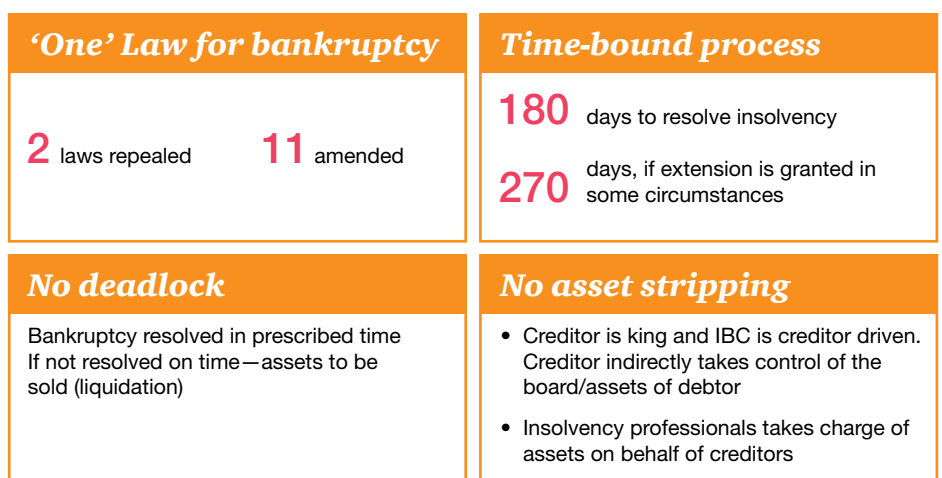 ‘One’ Law for bankruptcy
2 laws repealed
11 amended
Time-bound process
180 days to resolve insolvency
270 days, if extension is granted in
some circumstances
No deadlock
Bankruptcy resolved in prescribed time
If not resolved on time—assets to be
sold (liquidation)
No asset stripping
• Creditor is king and IBC is creditor driven.
Creditor indirectly takes control of the
board/assets of debtor
• Insolvency professionals takes charge of
assets on behalf of creditors